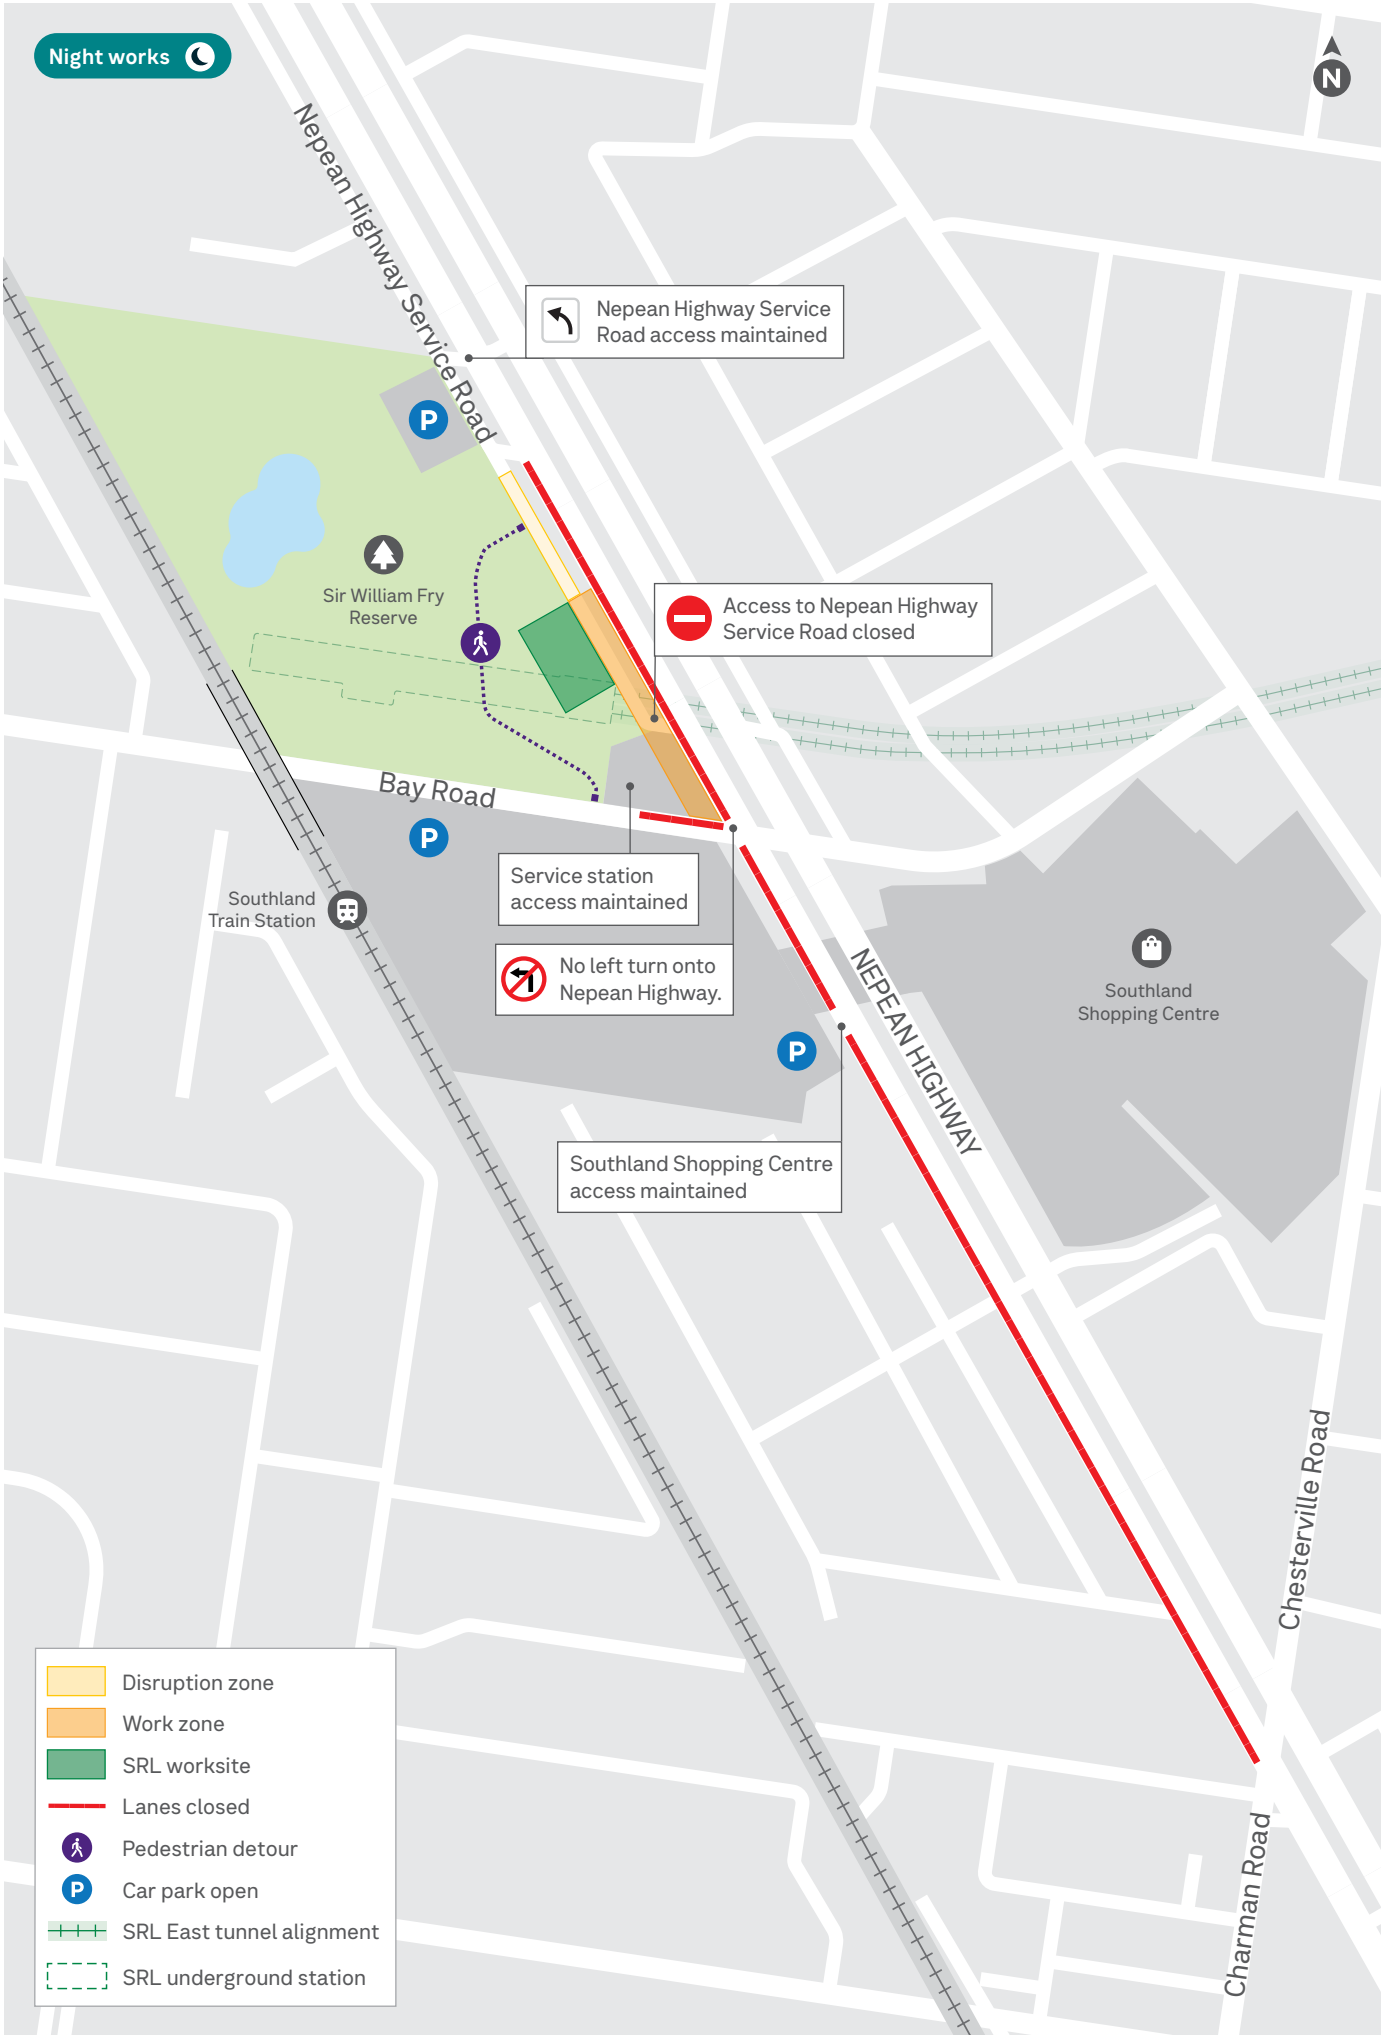 Night works
N
Nepean Highway Service Road
Nepean Highway Service
Road access maintained
P
Sir William Fry
Reserve
Access to Nepean Highway
Service Road closed
Bay Road
P
Service station
access maintained
Southland
Train Station
No left turn onto
Nepean Highway.
NEPEAN HIGHWAY
Southland
Shopping Centre
P
Southland Shopping Centre
access maintained
Chesterville Road
Charman Road
Disruption zone
Work zone
SRL worksite
Lanes closed
Pedestrian detour
P
Car park open
SRL East tunnel alignment
SRL underground station